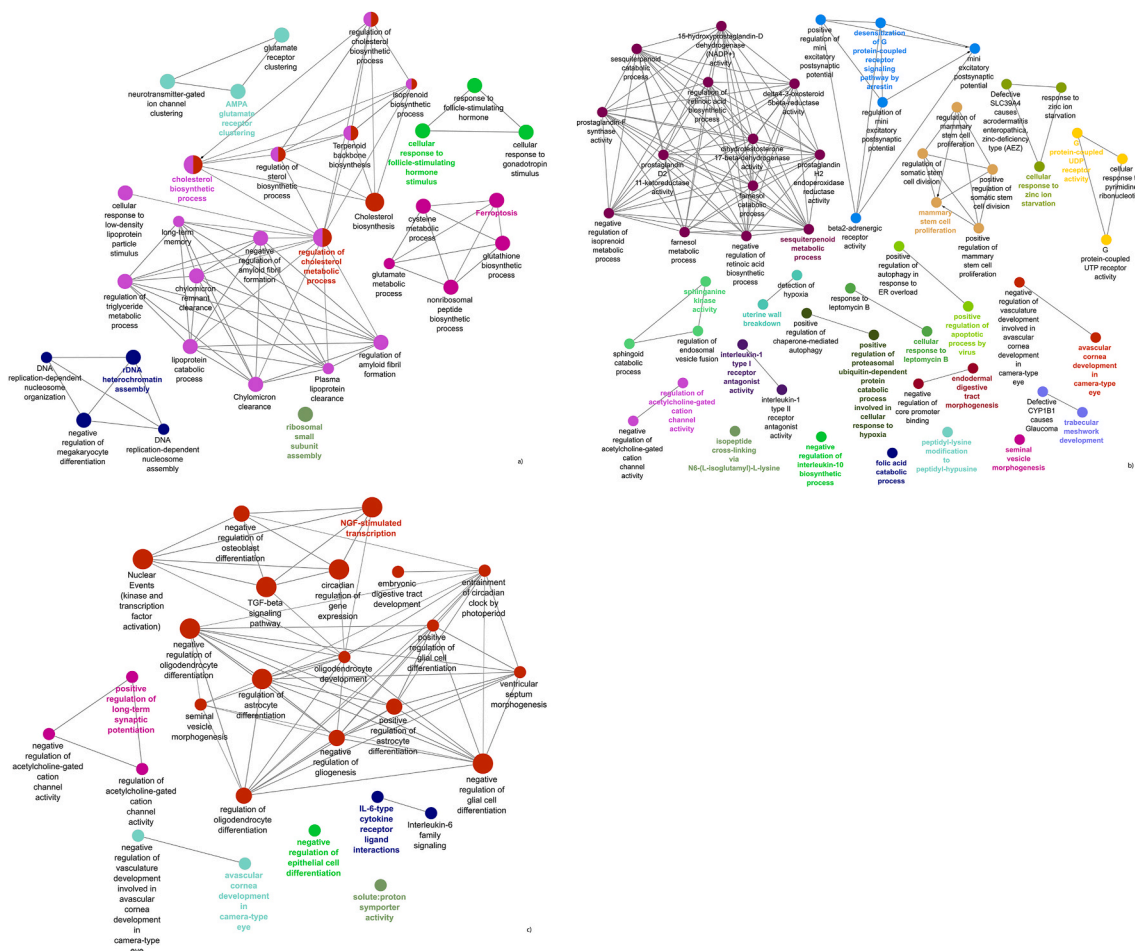 regulation of
cholesterol
biosynthetic
process
glutamate
receptor
clustering
neurotransmitter-gated
ion channel
clustering
AMPA
glutamate
receptor
clustering
isoprenoid
biosynthetic
process
Terpenoid
backbone
biosynthesis
regulation of
sterol
biosynthetic
process
cholesterol
biosynthetic
process
Cholesterol
biosynthesis
response to
follicle-stimulating
hormone
cellular
response to
follicle-stimulating
hormone
stimulus
cellular
response to
gonadotropin
stimulus
cellular
response to
low-density
lipoprotein
particle
stimulus
long-term
memory
negative
regulation of
amyloid fibril
formation
regulation of
cholesterol
metabolic
process
chylomicron
remnant
clearance
regulation of
triglyceride
metabolic
process
lipoprotein
catabolic
process
Chylomicron
clearance
Plasma
lipoprotein
clearance
regulation of
amyloid fibril
formation
cysteine
metabolic
process
Ferroptosis
glutathione
biosynthetic
process
glutamate
metabolic
process
nonribosomal
peptide
biosynthetic
process
DNA
replication-dependent
nucleosome
organization
rDNA
heterochromatin
assembly
negative
regulation of
megakaryocyte
differentiation
DNA
replication-dependent
nucleosome
assembly
ribosomal
small
subunit
assembly
a)
15-hydroxyprostaglandin-D
dehydrogenase
(NADP+)
activity
sesquiterpenoid
catabolic
process
regulation of
retinoic acid
biosynthetic
process
delta4-3-oxosteroid
5beta-reductase
activity
prostaglandin-F
synthase
activity
dihydrotestosterone
17-beta-dehydrogenase
activity
prostaglandin
D2
11-ketoreductase
activity
prostaglandin
H2
endoperoxidase
reductase activity
farnesol
catabolic
process
negative
regulation of
isoprenoid
metabolic
process
farnesol
metabolic
process
negative
regulation of
retinoic acid
biosynthetic
process
sesquiterpenoid
metabolic
process
positive
regulation of
mini
excitatory
postsynaptic
potential
desensitization
of G
protein-coupled
receptor
signaling
pathway by
arrestin
mini
excitatory
postsynaptic
potential
regulation of
mini
excitatory
postsynaptic
potential
beta2-adrenergic
receptor
activity
regulation of
mammary
stem cell
proliferation
regulation of
somatic stem
cell division
positive
regulation of
somatic stem
cell division
mammary
stem cell
proliferation
positive
regulation of
mammary stem
cell proliferation
Defective
SLC39A4
causes
acrodermatitis
enteropathica,
zinc-deficiency
type (AEZ)
response to
zinc ion
starvation
cellular
response to
zinc ion
starvation
G
protein-coupled
UDP
receptor
activity
cellular
response to
pyrimidine
ribonucleotide
G
protein-coupled
UTP receptor
activity
sphinganine
kinase
activity
sphingoid
catabolic
process
regulation of
endosomal
vesicle fusion
detection of
hypoxia
uterine wall
breakdown
positive
regulation of
chaperone-mediated
autophagy
positive
regulation of
proteasomal
ubiquitin-dependent
protein
catabolic
process
involved in
cellular
response to
hypoxia
response to
leptomycin B
cellular
response to
leptomycin B
positive
regulation of
autophagy in
response to
ER overload
positive
regulation of
apoptotic
process by
virus
negative
regulation of
vasculature
development
involved in
avascular
cornea
development
in
camera-type
eye
avascular
cornea
development
in
camera-type
eye
interleukin-1
type I
receptor
antagonist
activity
interleukin-1
type II
receptor
antagonist
activity
regulation of
acetylcholine-gated
cation
channel
activity
negative
regulation of
acetylcholine-gated
cation
channel
activity
isopeptide
cross-linking
via
N6-(L-isoglutamyl)-L-lysine
negative
regulation of
interleukin-10
biosynthetic
process
folic acid
catabolic
process
negative
regulation of
core promoter
binding
endodermal
digestive
tract
morphogenesis
peptidyl-lysine
modification
to
peptidyl-hypusine
Defective
CYP1B1
causes
Glaucoma
trabecular
meshwork
development
seminal
vesicle
morphogenesis
b)
negative
regulation of
osteoblast
differentiation
NGF-stimulated
transcription
Nuclear
Events
(kinase and
transcription
factor
activation)
TGF-beta
signaling
pathway
circadian
regulation of
gene
expression
embryonic
digestive tract
development
entrainment
of circadian
clock by
photoperiod
negative
regulation of
oligodendrocyte
differentiation
positive
regulation of
glial cell
differentiation
oligodendrocyte
development
regulation of
astrocyte
differentiation
ventricular
septum
morphogenesis
seminal
vesicle
morphogenesis
positive
regulation of
astrocyte
differentiation
negative
regulation of
gliogenesis
negative
regulation of
glial cell
differentiation
regulation of
oligodendrocyte
differentiation
positive
regulation of
long-term
synaptic
potentiation
negative
regulation of
acetylcholine-gated
cation
channel
activity
regulation of
acetylcholine-gated
cation
channel
activity
negative
regulation of
vasculature
development
involved in
avascular
cornea
development
in
camera-type
eye
avascular
cornea
development
in
camera-type
eye
negative
regulation of
epithelial cell
differentiation
IL-6-type
cytokine
receptor
ligand
interactions
Interleukin-6
family
signaling
solute:proton
symporter
activity
c)